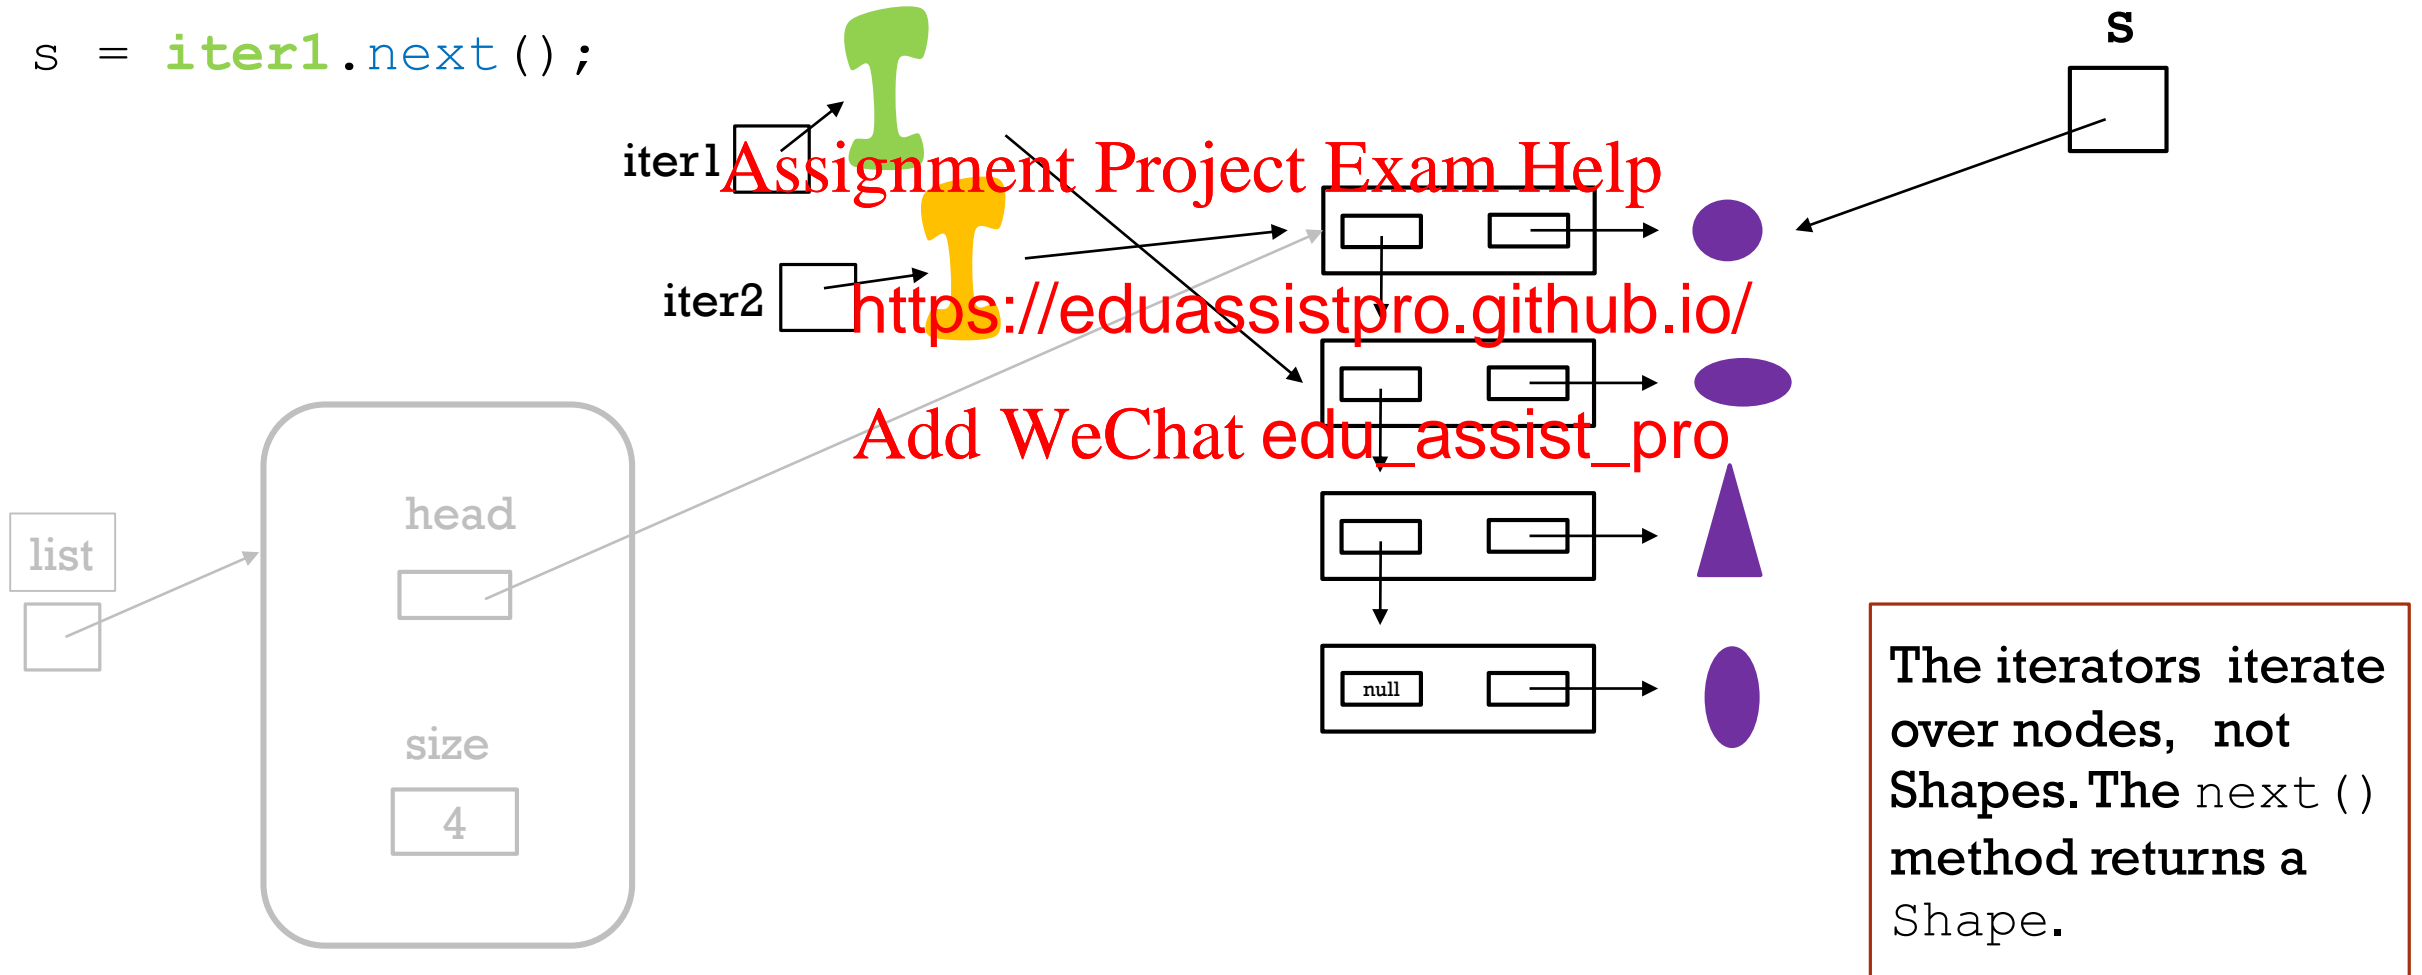 s = iter1.next();
s
iter1
Assignment Project Exam Help
iter2
https://eduassistpro.github.io/
Add WeChat edu_assist_pro
head
list
size
4
null
The iterators iterate
over nodes, not
Shapes. The next()
method returns a
Shape.